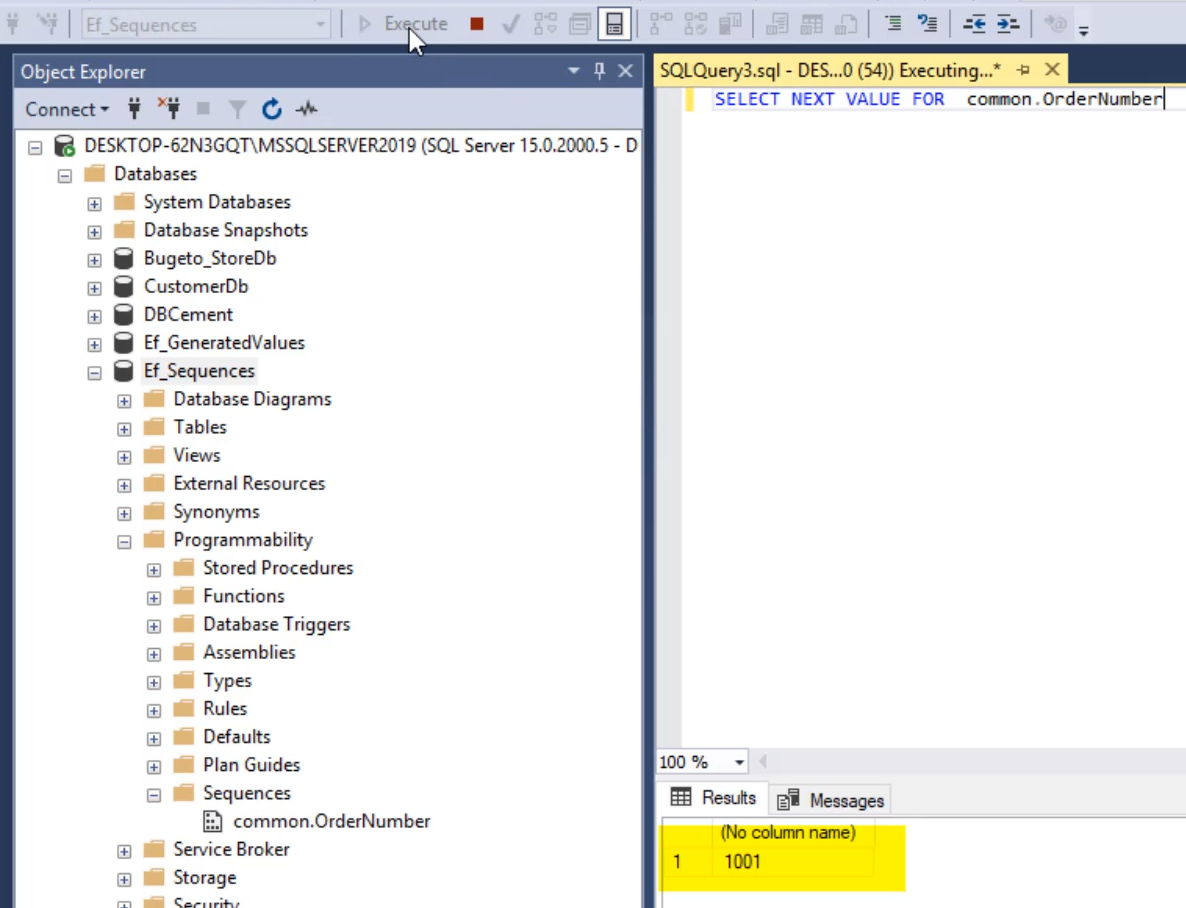 Ef_Sequences Execute
Object Explorer
Connect
DESKTOP-62N3GQT\MSSQLSERVER2019 (SQL Server 15.0.2000.5 - D
Databases
System Databases
Database Snapshots
Bugeto_StoreDb
CustomerDb
DBCement
Ef_GeneratedValues
Ef_Sequences
Database Diagrams
Tables
Views
External Resources
Synonyms
Programmability
Stored Procedures
Functions
Database Triggers
Assemblies
Types
Rules
Defaults
Plan Guides
Sequences
common.OrderNumber
Service Broker
Storage
Security
SQLQuery3.sql - DES...0 (54)) Executing...*
SELECT NEXT VALUE FOR  common.OrderNumber
100 %
Results Messages
(No column name)
1 1001